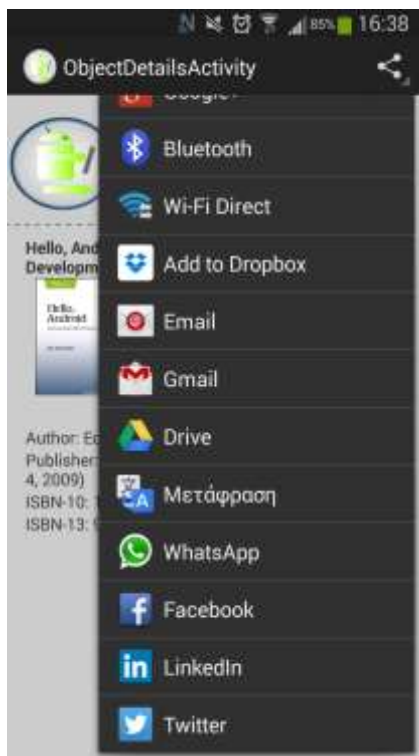 85% 16:38
ObjectDetailsActivity
Google+
Bluetooth
Wi-Fi Direct
Add to Dropbox
Email
Gmail
Drive
Μετάφραση
WhatsApp
Facebook
LinkedIn
Twitter
Hello, And
Developm
Hello,
Android
Author: Ed
Publisher:
4, 2009)
ISBN-10: 1
ISBN-13: 9